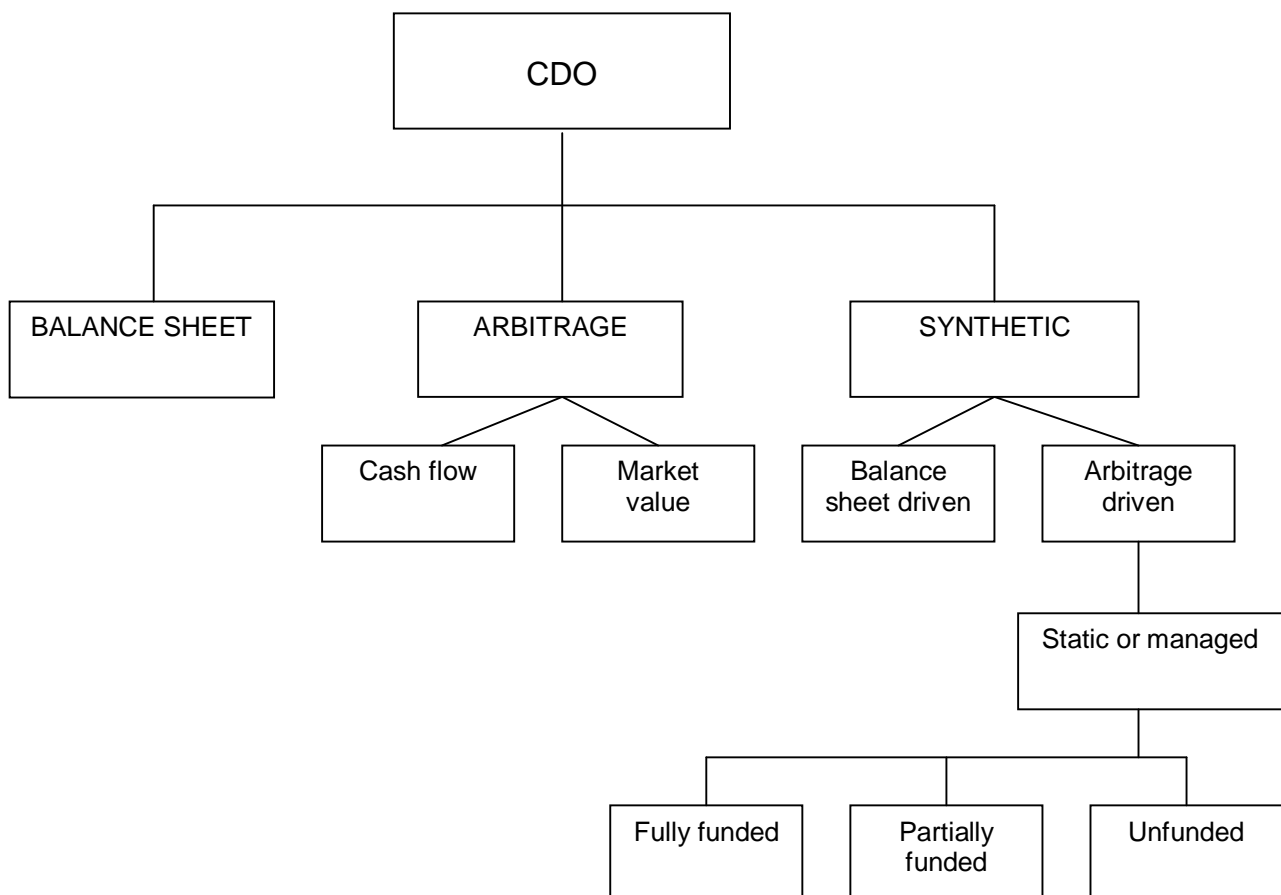 CDO
BALANCE SHEET
ARBITRAGE
SYNTHETIC
Cash flow
Market
value
Balance
sheet driven
Arbitrage
driven
Static or managed
Fully funded
Partially
funded
Unfunded